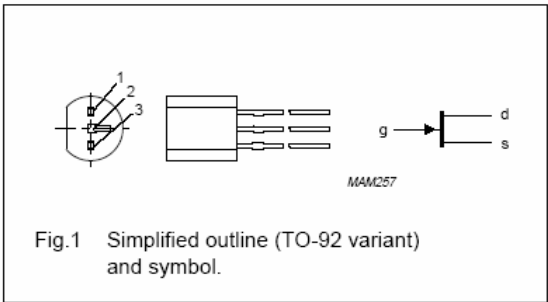 1
2
3
g
d
s
MAM257
Fig.1 Simplified outline (TO-92 variant)
and symbol.